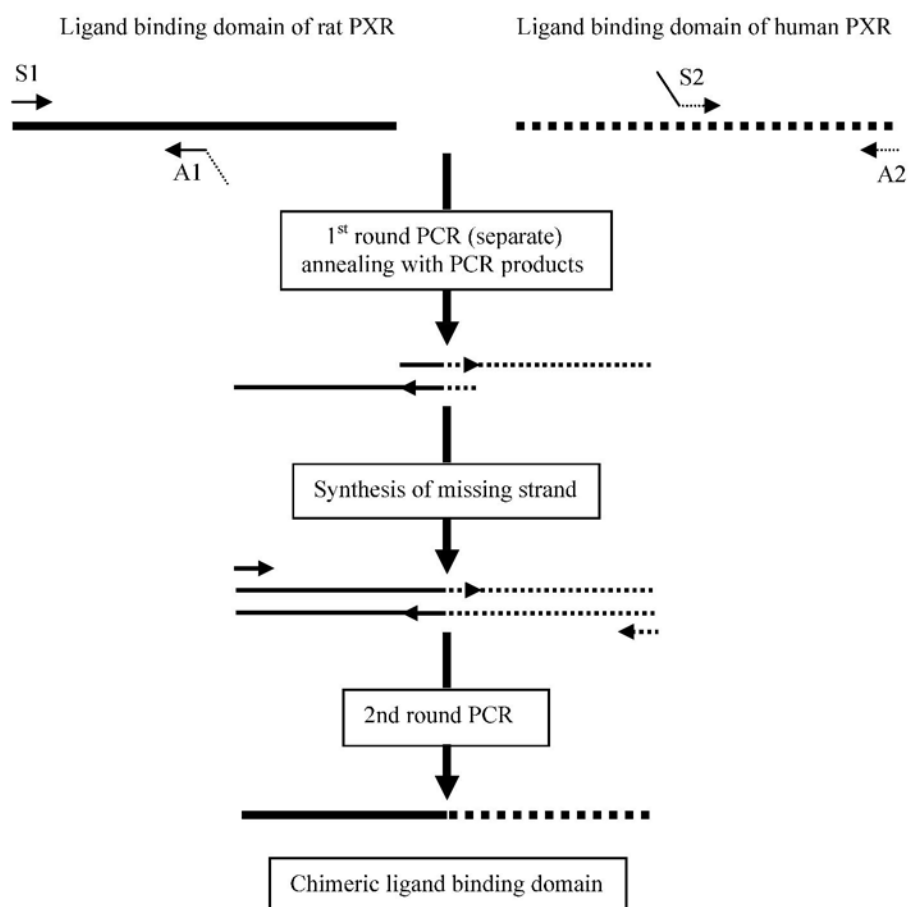 Ligand binding domain of rat PXR
Ligand binding domain of human PXR
S1
S2
A1
A2
1st round PCR (separate)
annealing with PCR products
Synthesis of missing strand
2nd round PCR
Chimeric ligand binding domain